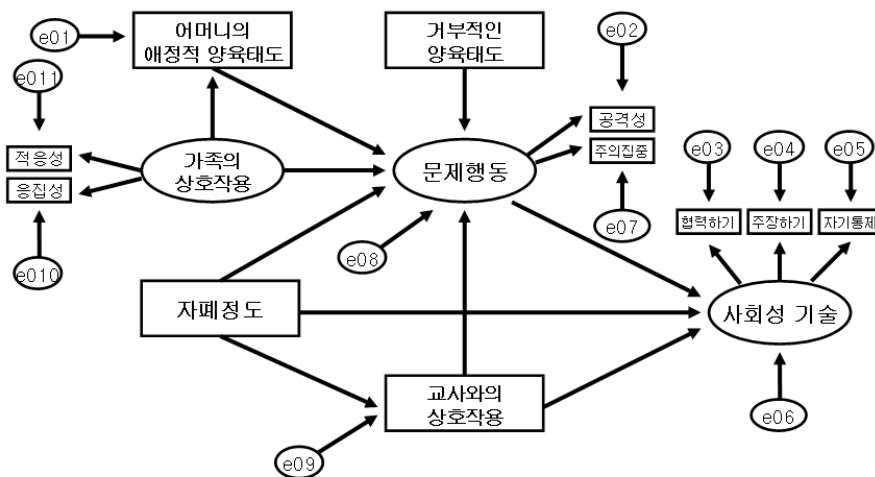 e01
어머니의
애정적 양육태도
거부적인
양육태도
e02
e011
공격성
주의집중
적응성
응집성
가족의
상호작용
문제행동
e03
e04
e05
e07
협력하기
주장하기
자기통제
e010
e08
자폐정도
사회성 기술
교사와의
상호작용
e06
e09